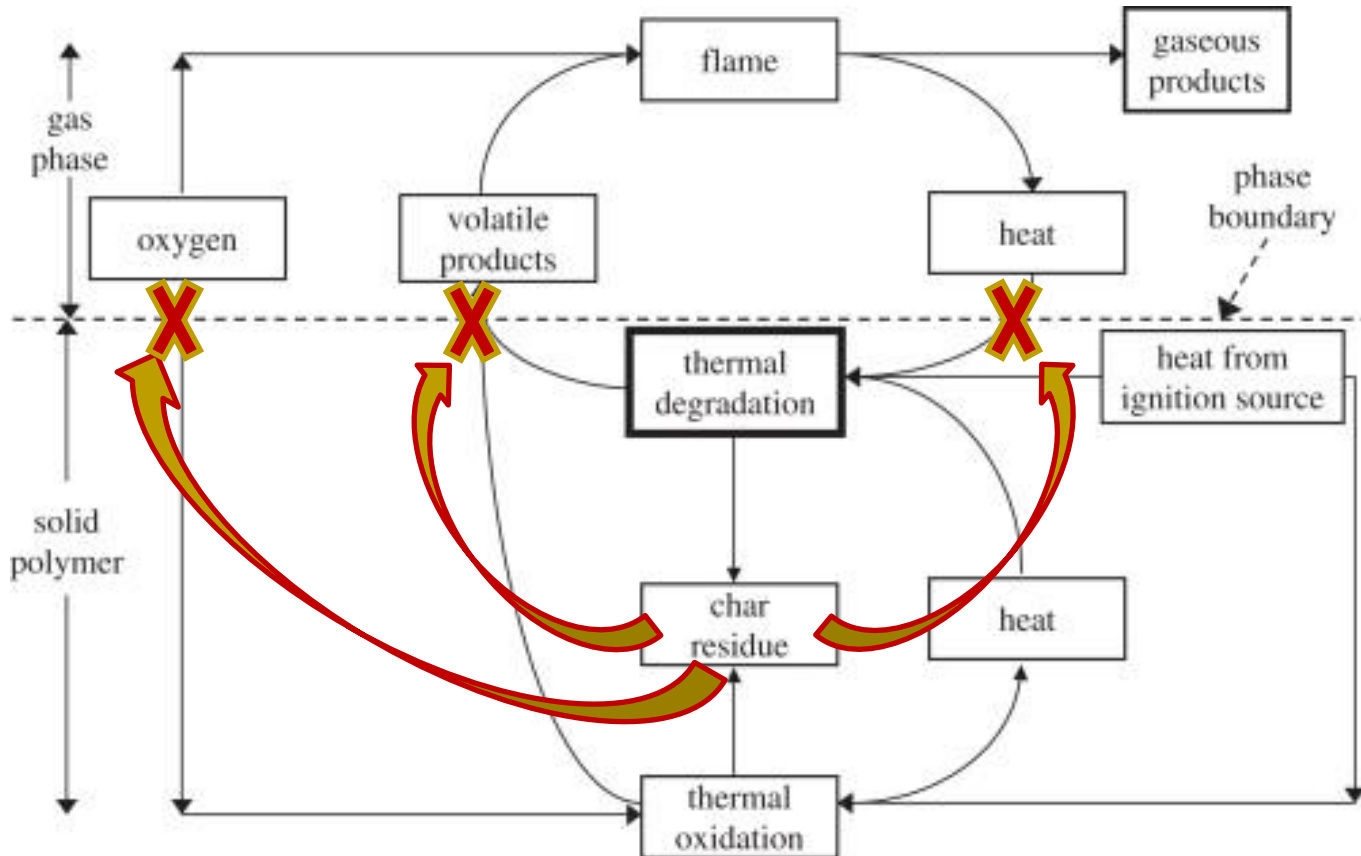 flame
gaseous
products
gas
phase
oxygen
volatile
products
heat
phase
boundary
thermal
degradation
heat from
ignition source
solid
polymer
char
residue
heat
thermal
oxidation